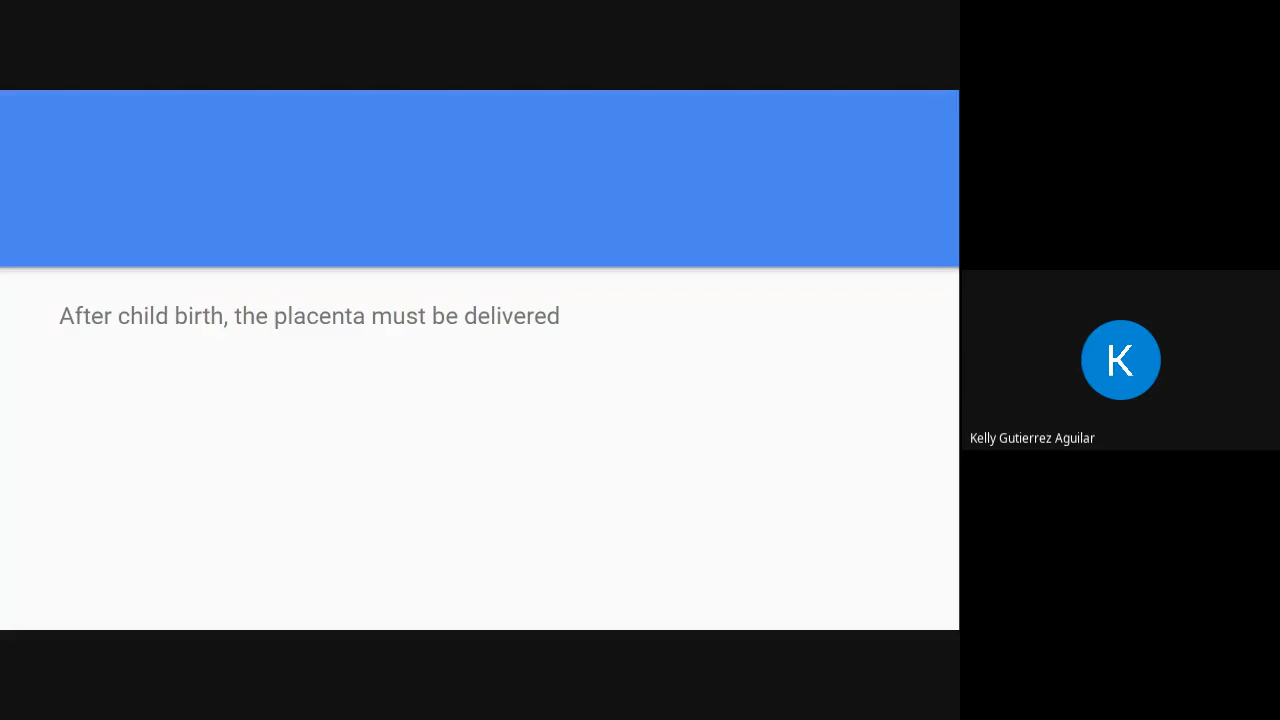 After child birth, the placenta must be delivered
K
Kelly Gutierrez Aguilar